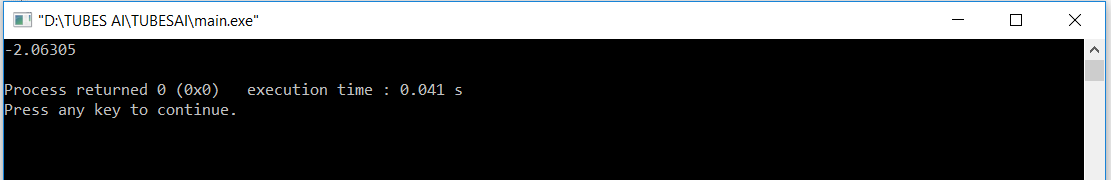 "D:\TUBES AI\TUBESAI\main.exe"
-2.06305
Process returned 0 (0x0)   execution time : 0.041 s
Press any key to continue.